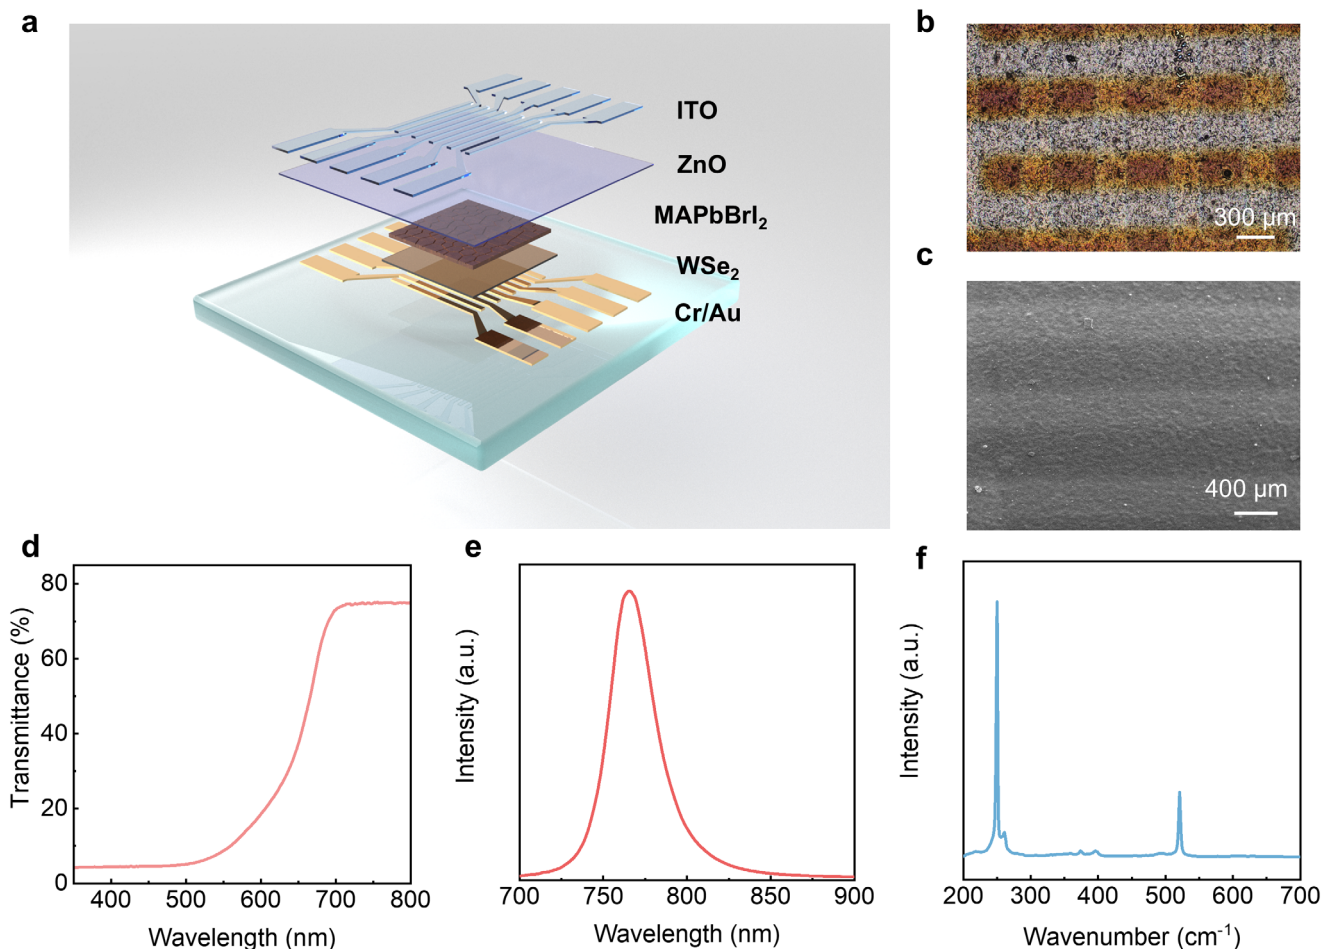 a
ITO
ZnO
MAPbBrI₂
WSe₂
Cr/Au
b
300 μm
c
400 μm
d
Transmittance (%)
80
60
40
20
0
400 500 600 700 800
Wavelength (nm)
e
Intensity (a.u.)
700 750 800 850 900
Wavelength (nm)
f
Intensity (a.u.)
200 300 400 500 600 700
Wavenumber (cm⁻¹)